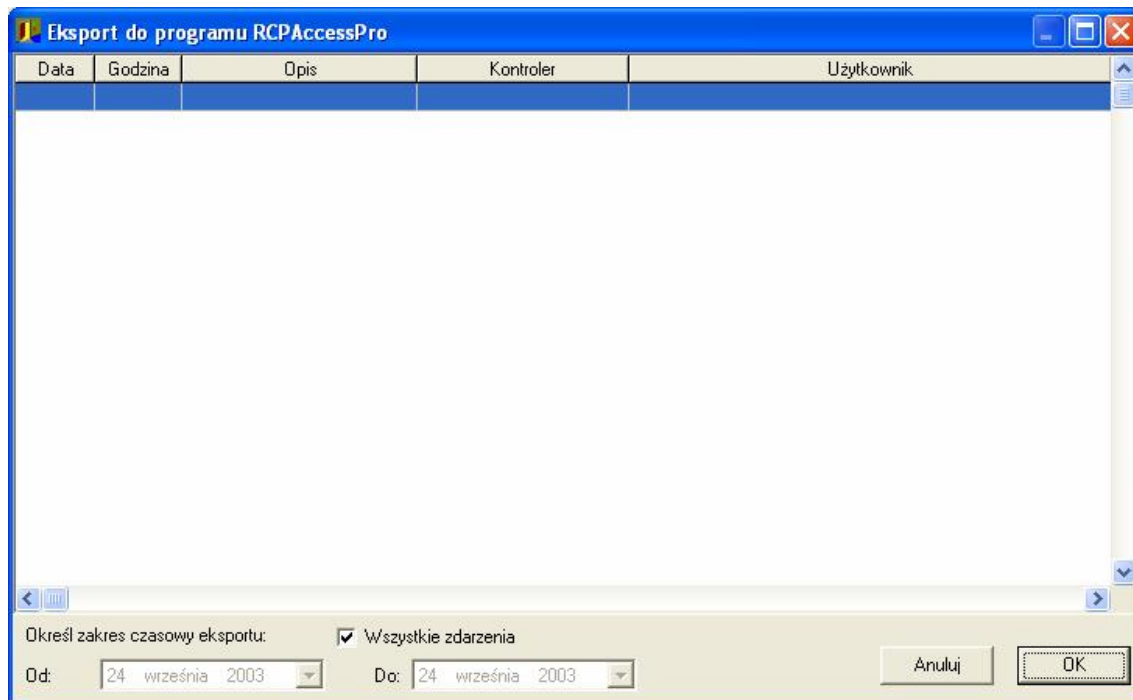 Eksport do programu RCPAccessPro
Data Godzina Opis Kontroler Użytkownik
Określ zakres czasowy eksportu: Wszystkie zdarzenia
Od: 24 września 2003 Do: 24 września 2003 Anuluj OK